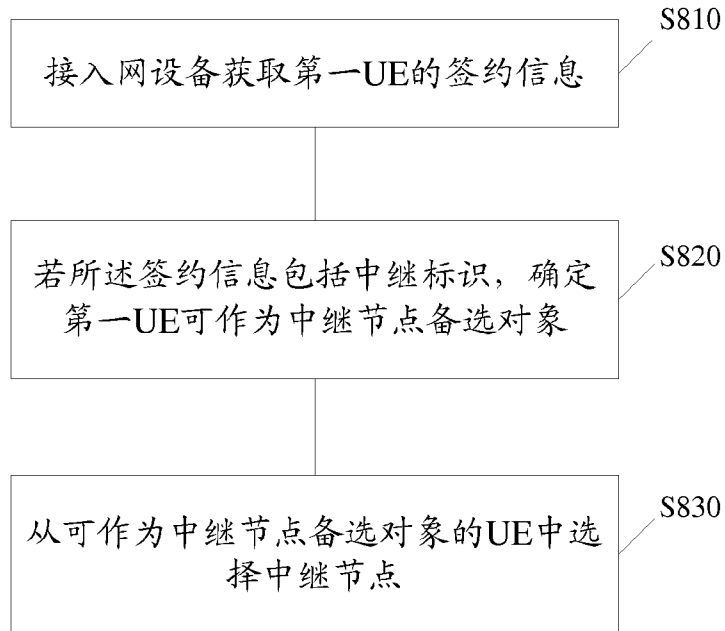 S810
接入网设备获取第一UE的签约信息
S820
若所述签约信息包括中继标识，确定
第一UE可作为中继节点备选对象
S830
从可作为中继节点备选对象的UE中选
择中继节点